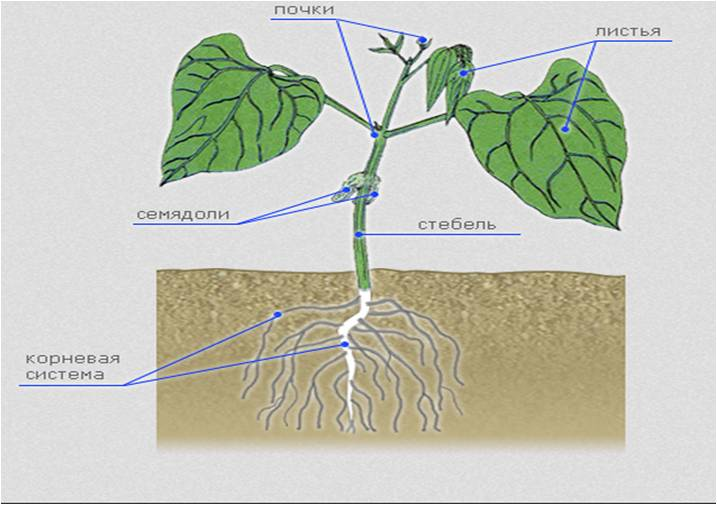 почки
листья
семядоли
стебель
корневая
система